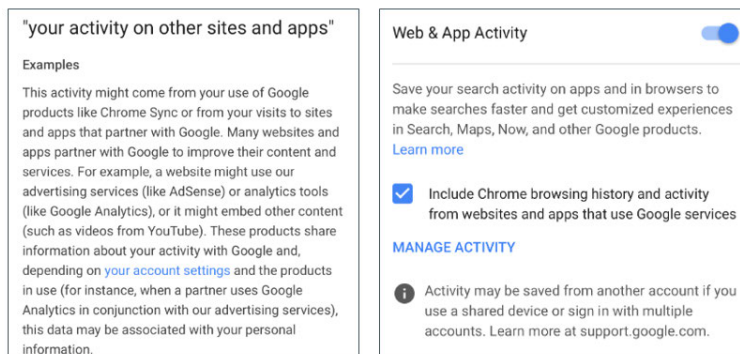 "your activity on other sites and apps"
Examples
This activity might come from your use of Google
products like Chrome Sync or from your visits to sites
and apps that partner with Google. Many websites and
apps partner with Google to improve their content and
services. For example, a website might use our
advertising services (like AdSense) or analytics tools
(like Google Analytics), or it might embed other content
(such as videos from YouTube). These products share
information about your activity with Google and,
depending on your account settings and the products
in use (for instance, when a partner uses Google
Analytics in conjunction with our advertising services),
this data may be associated with your personal
information.
Web & App Activity
Save your search activity on apps and in browsers to
make searches faster and get customized experiences
in Search, Maps, Now, and other Google products.
Learn more
Include Chrome browsing history and activity
from websites and apps that use Google services
MANAGE ACTIVITY
Activity may be saved from another account if you
use a shared device or sign in with multiple
accounts. Learn more at support.google.com.